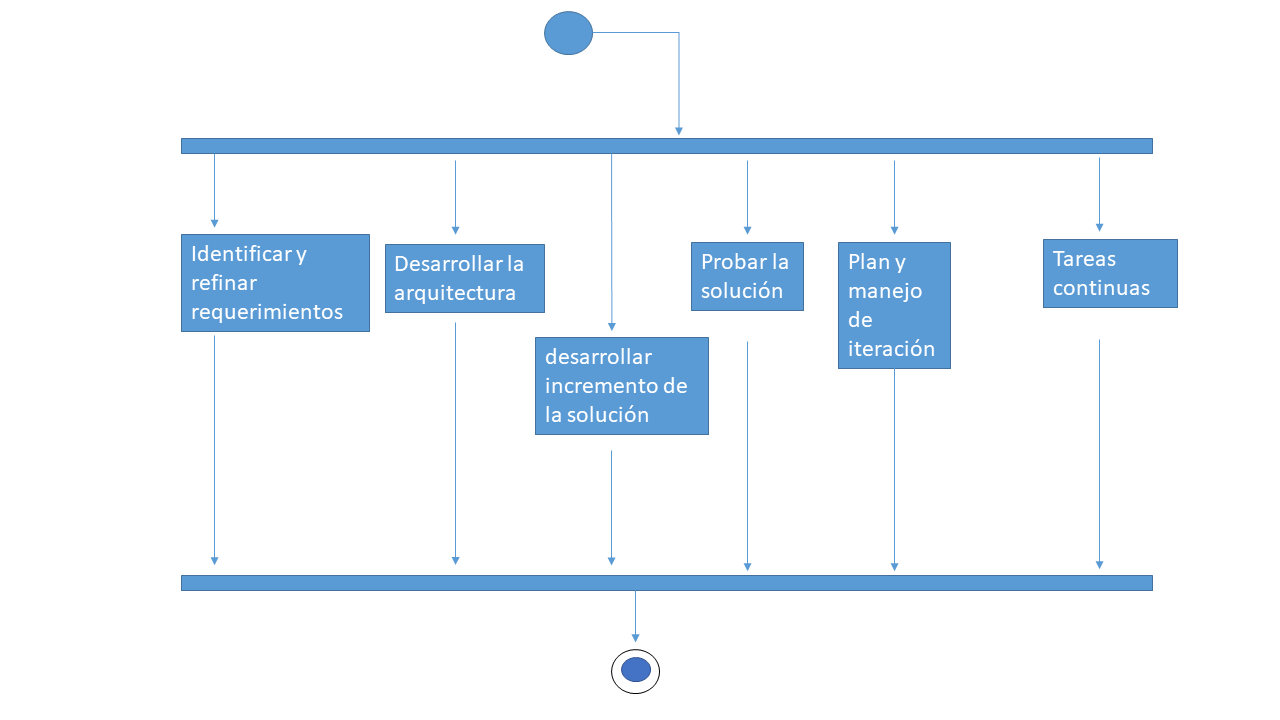 Identificar y
refinar
requerimientos
Desarrollar la
arquitectura
desarrollar
incremento de
la solución
Probar la
solución
Plan y
manejo
de
iteración
Tareas
continuas